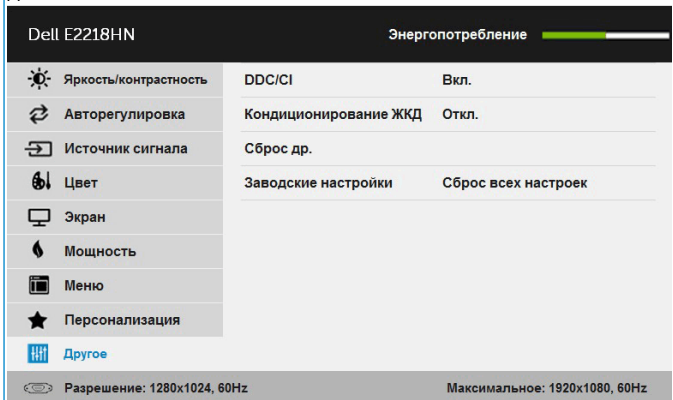 Dell E2218HN Энергопотребление
Яркость/контрастность DDC/CI Вкл.
Авторегулировка Кондиционирование ЖКД Откл.
Источник сигнала Сброс др.
Цвет Заводские настройки Сброс всех настроек
Экран
Мощность
Меню
Персонализация
Другое
Разрешение: 1280x1024, 60Hz Максимальное: 1920x1080, 60Hz